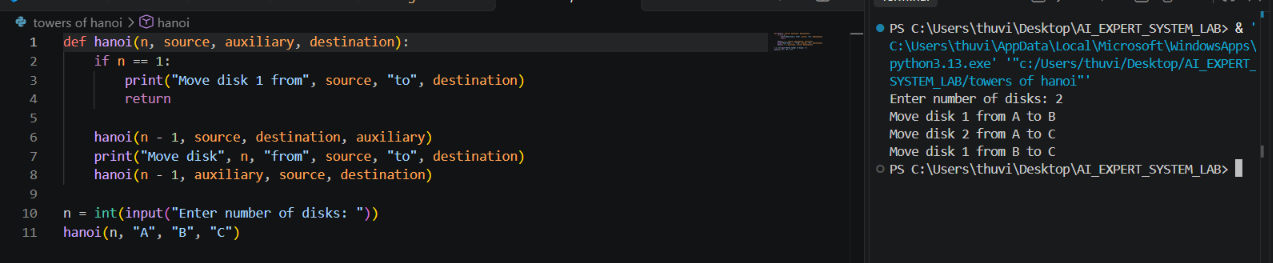 towers of hanoi > hanoi
1 def hanoi(n, source, auxiliary, destination):
2     if n == 1:
3         print("Move disk 1 from", source, "to", destination)
4         return
5
6     hanoi(n - 1, source, destination, auxiliary)
7     print("Move disk", n, "from", source, "to", destination)
8     hanoi(n - 1, auxiliary, source, destination)
9
10 n = int(input("Enter number of disks: "))
11 hanoi(n, "A", "B", "C")
PS C:\Users\thuvi\Desktop\AI_EXPERT_SYSTEM_LAB> & '
C:\Users\thuvi\AppData\Local\Microsoft\WindowsApps\
python3.13.exe' '"c:/Users/thuvi/Desktop/AI_EXPERT_
SYSTEM_LAB/towers of hanoi"'
Enter number of disks: 2
Move disk 1 from A to B
Move disk 2 from A to C
Move disk 1 from B to C
PS C:\Users\thuvi\Desktop\AI_EXPERT_SYSTEM_LAB>